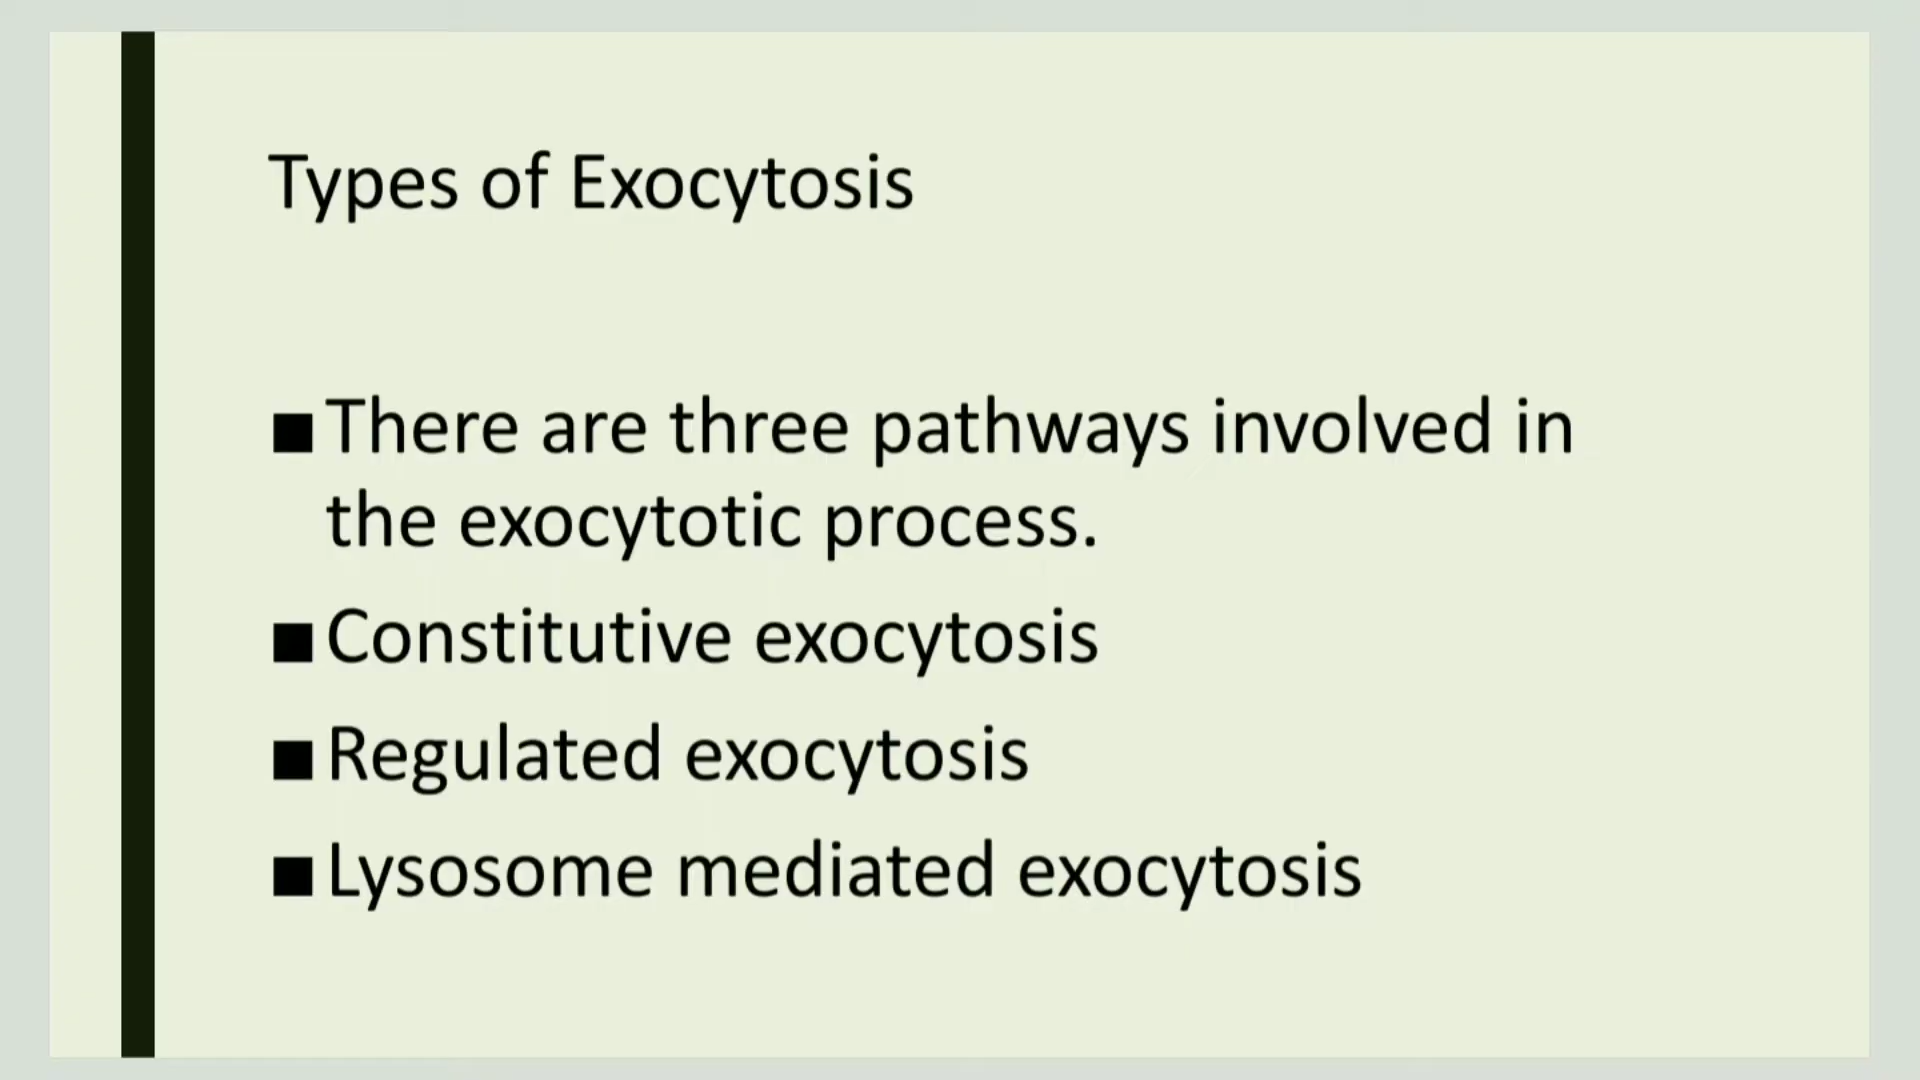 Types of Exocytosis
■ There are three pathways involved in
the exocytotic process.
■ Constitutive exocytosis
■ Regulated exocytosis
■ Lysosome mediated exocytosis